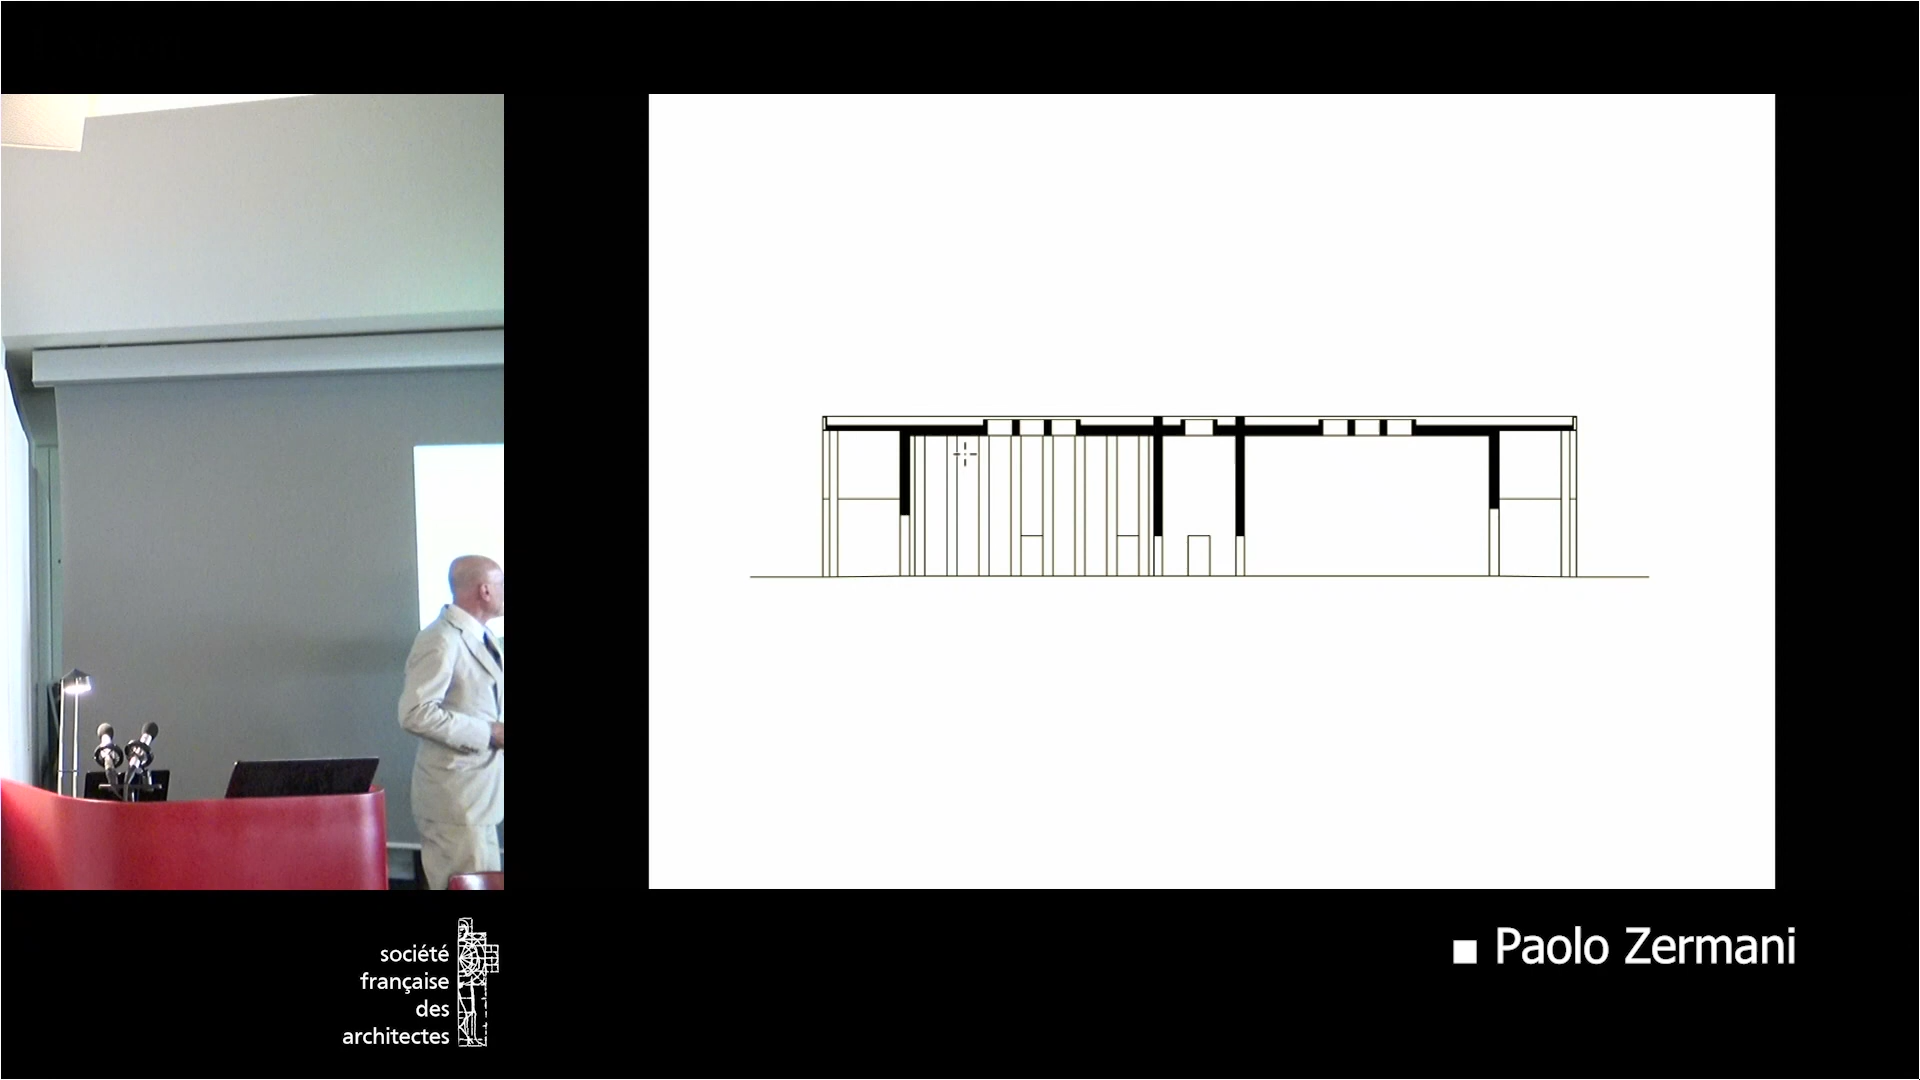 société
française
des
architectes
Paolo Zermani